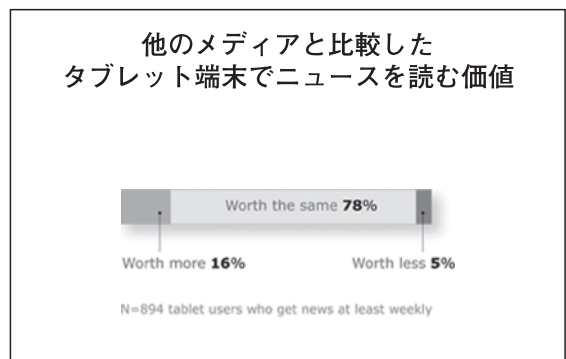 他のメディアと比較した
タブレット端末でニュースを読む価値
Worth the same 78%
Worth more 16%
Worth less 5%
N=894 tablet users who get news at least weekly